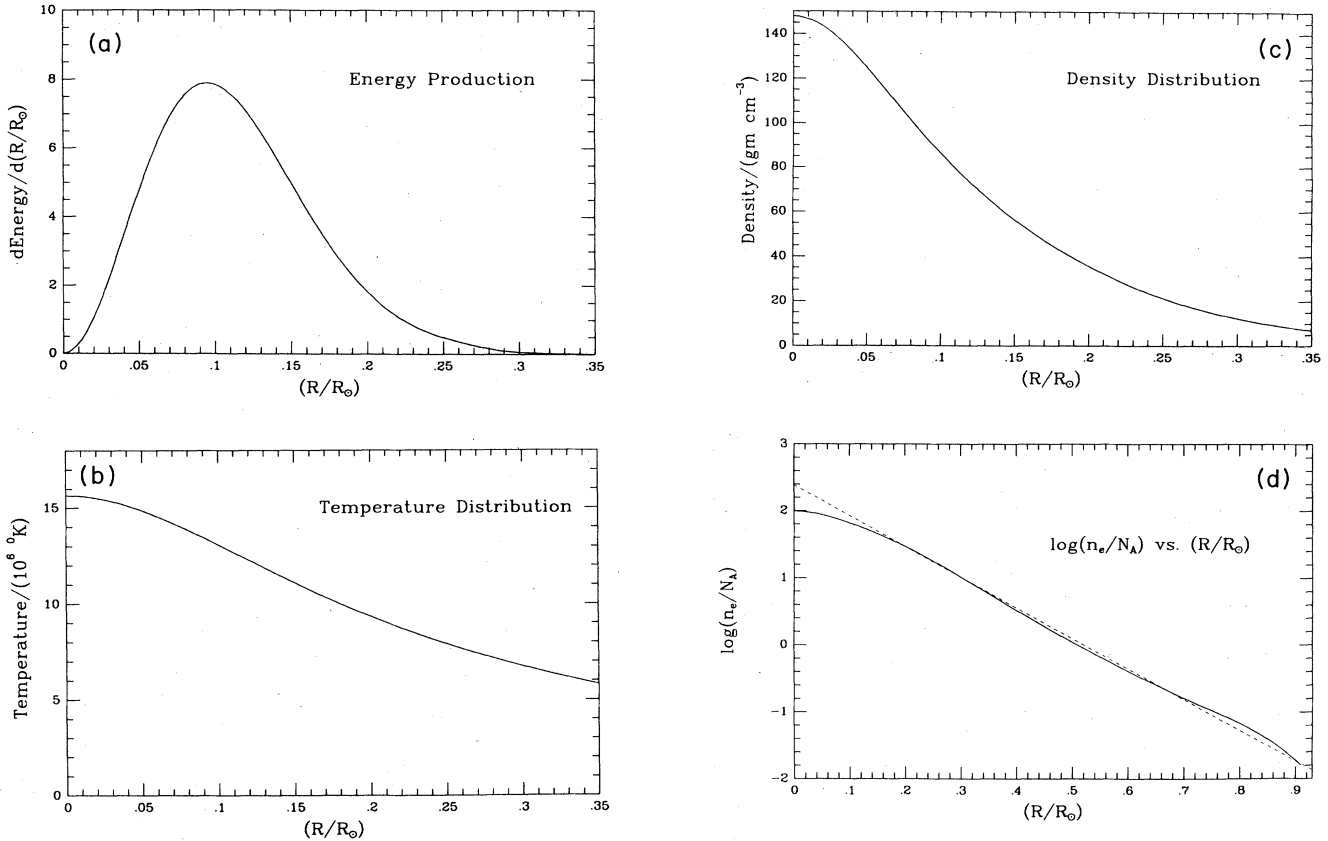 (a)
Energy Production
dEnergy/d(R/R⊙)
10
8
6
4
2
0
0 .05 .1 .15 .2 .25 .3 .35
(R/R⊙)
(c)
Density Distribution
Density/(gm cm⁻³)
140
120
100
80
60
40
20
0
0 .05 .1 .15 .2 .25 .3 .35
(R/R⊙)
(b)
Temperature Distribution
Temperature/(10⁶ ⁰K)
15
10
5
0
0 .05 .1 .15 .2 .25 .3 .35
(R/R⊙)
(d)
log(nₑ/N_A) vs. (R/R⊙)
log(nₑ/N_A)
3
2
1
0
-1
-2
0 .1 .2 .3 .4 .5 .6 .7 .8 .9
(R/R⊙)